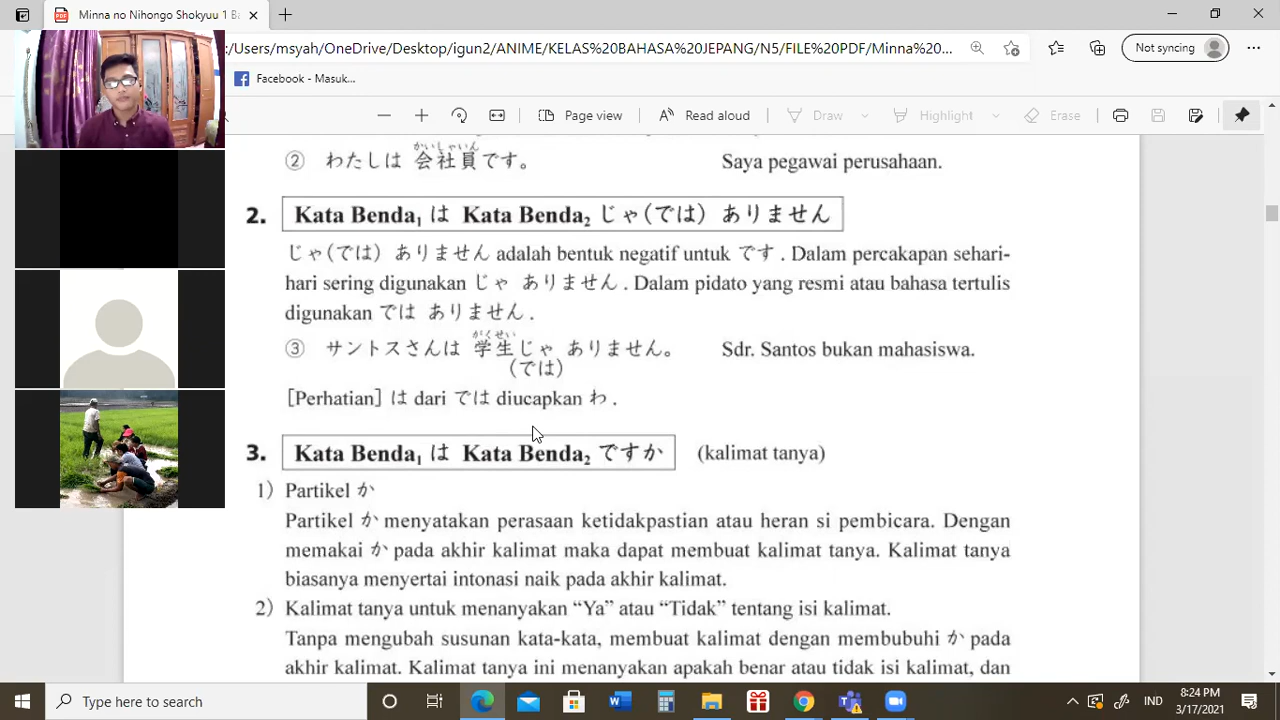 Minna no Nihongo Shokyuu 1 Ba
:/Users/msyah/OneDrive/Desktop/igun2/ANIME/KELAS%20BAHASA%20JEPANG/N5/FILE%20PDF/Minna%20no...
Not syncing
Facebook - Masuk...
Page view
Read aloud
Draw
Highlight
Erase
かいしゃいん
② わたしは 会社員です。 Saya pegawai perusahaan.
2. Kata Benda₁ は Kata Benda₂ じゃ(では) ありません
じゃ(では) ありません adalah bentuk negatif untuk です . Dalam percakapan sehari-
hari sering digunakan じゃ ありません . Dalam pidato yang resmi atau bahasa tertulis
digunakan では ありません .
がくせい
③ サントスさんは 学生じゃ ありません。 Sdr. Santos bukan mahasiswa.
(では)
[Perhatian] は dari では diucapkan わ .
3. Kata Benda₁ は Kata Benda₂ ですか (kalimat tanya)
1) Partikel か
Partikel か menyatakan perasaan ketidakpastian atau heran si pembicara. Dengan
memakai か pada akhir kalimat maka dapat membuat kalimat tanya. Kalimat tanya
biasanya menyertai intonasi naik pada akhir kalimat.
2) Kalimat tanya untuk menanyakan “Ya” atau “Tidak” tentang isi kalimat.
Tanpa mengubah susunan kata-kata, membuat kalimat dengan membubuhi か pada
akhir kalimat. Kalimat tanya ini menanyakan apakah benar atau tidak isi kalimat, dan
Type here to search
IND
8:24 PM
3/17/2021